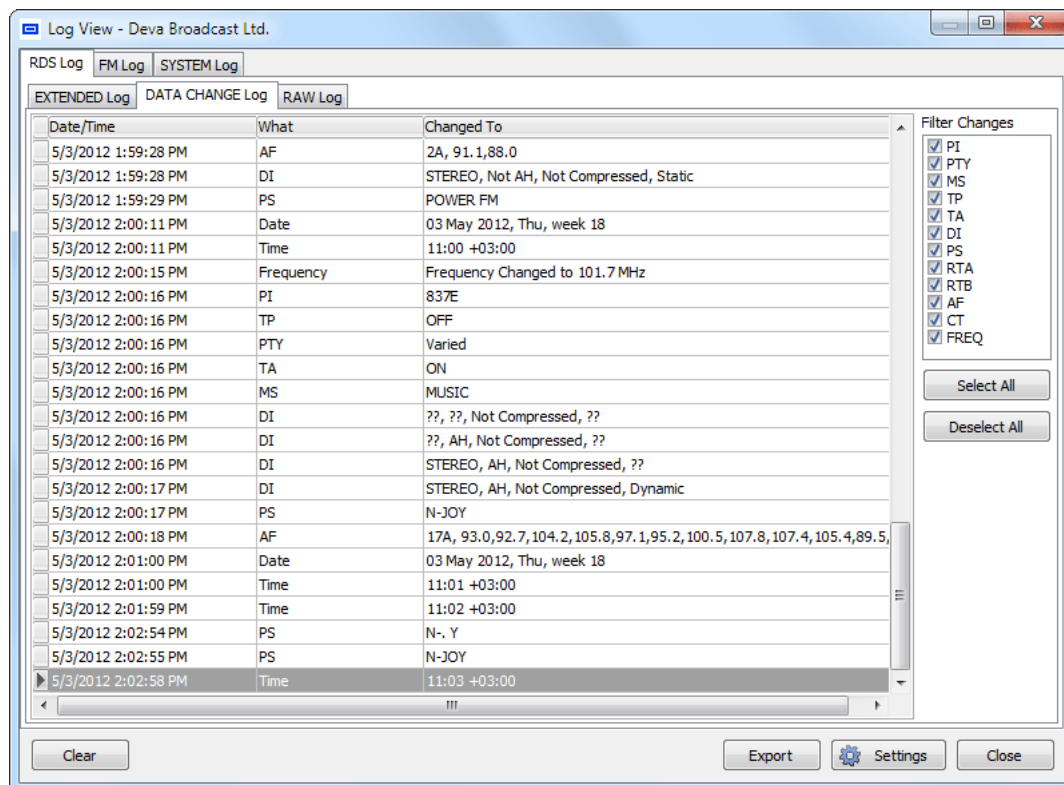 Log View - Deva Broadcast Ltd.
RDS Log FM Log SYSTEM Log
EXTENDED Log DATA CHANGE Log RAW Log
Date/Time What Changed To
5/3/2012 1:59:28 PM AF 2A, 91.1,88.0
5/3/2012 1:59:28 PM DI STEREO, Not AH, Not Compressed, Static
5/3/2012 1:59:29 PM PS POWER FM
5/3/2012 2:00:11 PM Date 03 May 2012, Thu, week 18
5/3/2012 2:00:11 PM Time 11:00 +03:00
5/3/2012 2:00:15 PM Frequency Frequency Changed to 101.7 MHz
5/3/2012 2:00:16 PM PI 837E
5/3/2012 2:00:16 PM TP OFF
5/3/2012 2:00:16 PM PTY Varied
5/3/2012 2:00:16 PM TA ON
5/3/2012 2:00:16 PM MS MUSIC
5/3/2012 2:00:16 PM DI ??, ??, Not Compressed, ??
5/3/2012 2:00:16 PM DI ??, AH, Not Compressed, ??
5/3/2012 2:00:16 PM DI STEREO, AH, Not Compressed, ??
5/3/2012 2:00:17 PM DI STEREO, AH, Not Compressed, Dynamic
5/3/2012 2:00:17 PM PS N-JOY
5/3/2012 2:00:18 PM AF 17A, 93.0,92.7,104.2,105.8,97.1,95.2,100.5,107.8,107.4,105.4,89.5,
5/3/2012 2:01:00 PM Date 03 May 2012, Thu, week 18
5/3/2012 2:01:00 PM Time 11:01 +03:00
5/3/2012 2:01:59 PM Time 11:02 +03:00
5/3/2012 2:02:54 PM PS N-. Y
5/3/2012 2:02:55 PM PS N-JOY
5/3/2012 2:02:58 PM Time 11:03 +03:00
Filter Changes
PI
PTY
MS
TP
TA
DI
PS
RTA
RTB
AF
CT
FREQ
Select All
Deselect All
Clear Export Settings Close